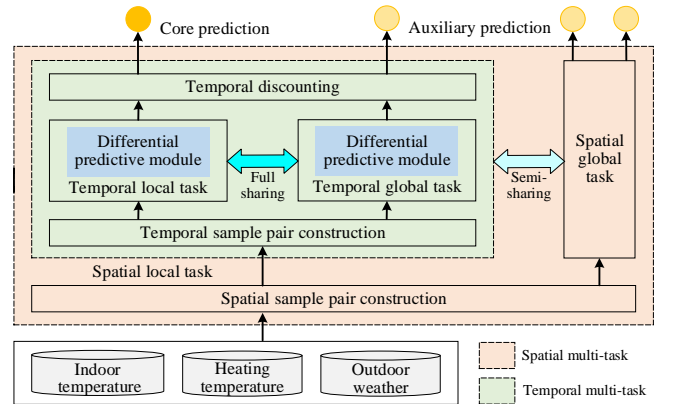 Core prediction
Auxiliary prediction
Temporal discounting
Differential
predictive module
Temporal local task
Full
sharing
Differential
predictive module
Temporal global task
Semi-
sharing
Spatial
global
task
Temporal sample pair construction
Spatial local task
Spatial sample pair construction
Indoor
temperature
Heating
temperature
Outdoor
weather
Spatial multi-task
Temporal multi-task